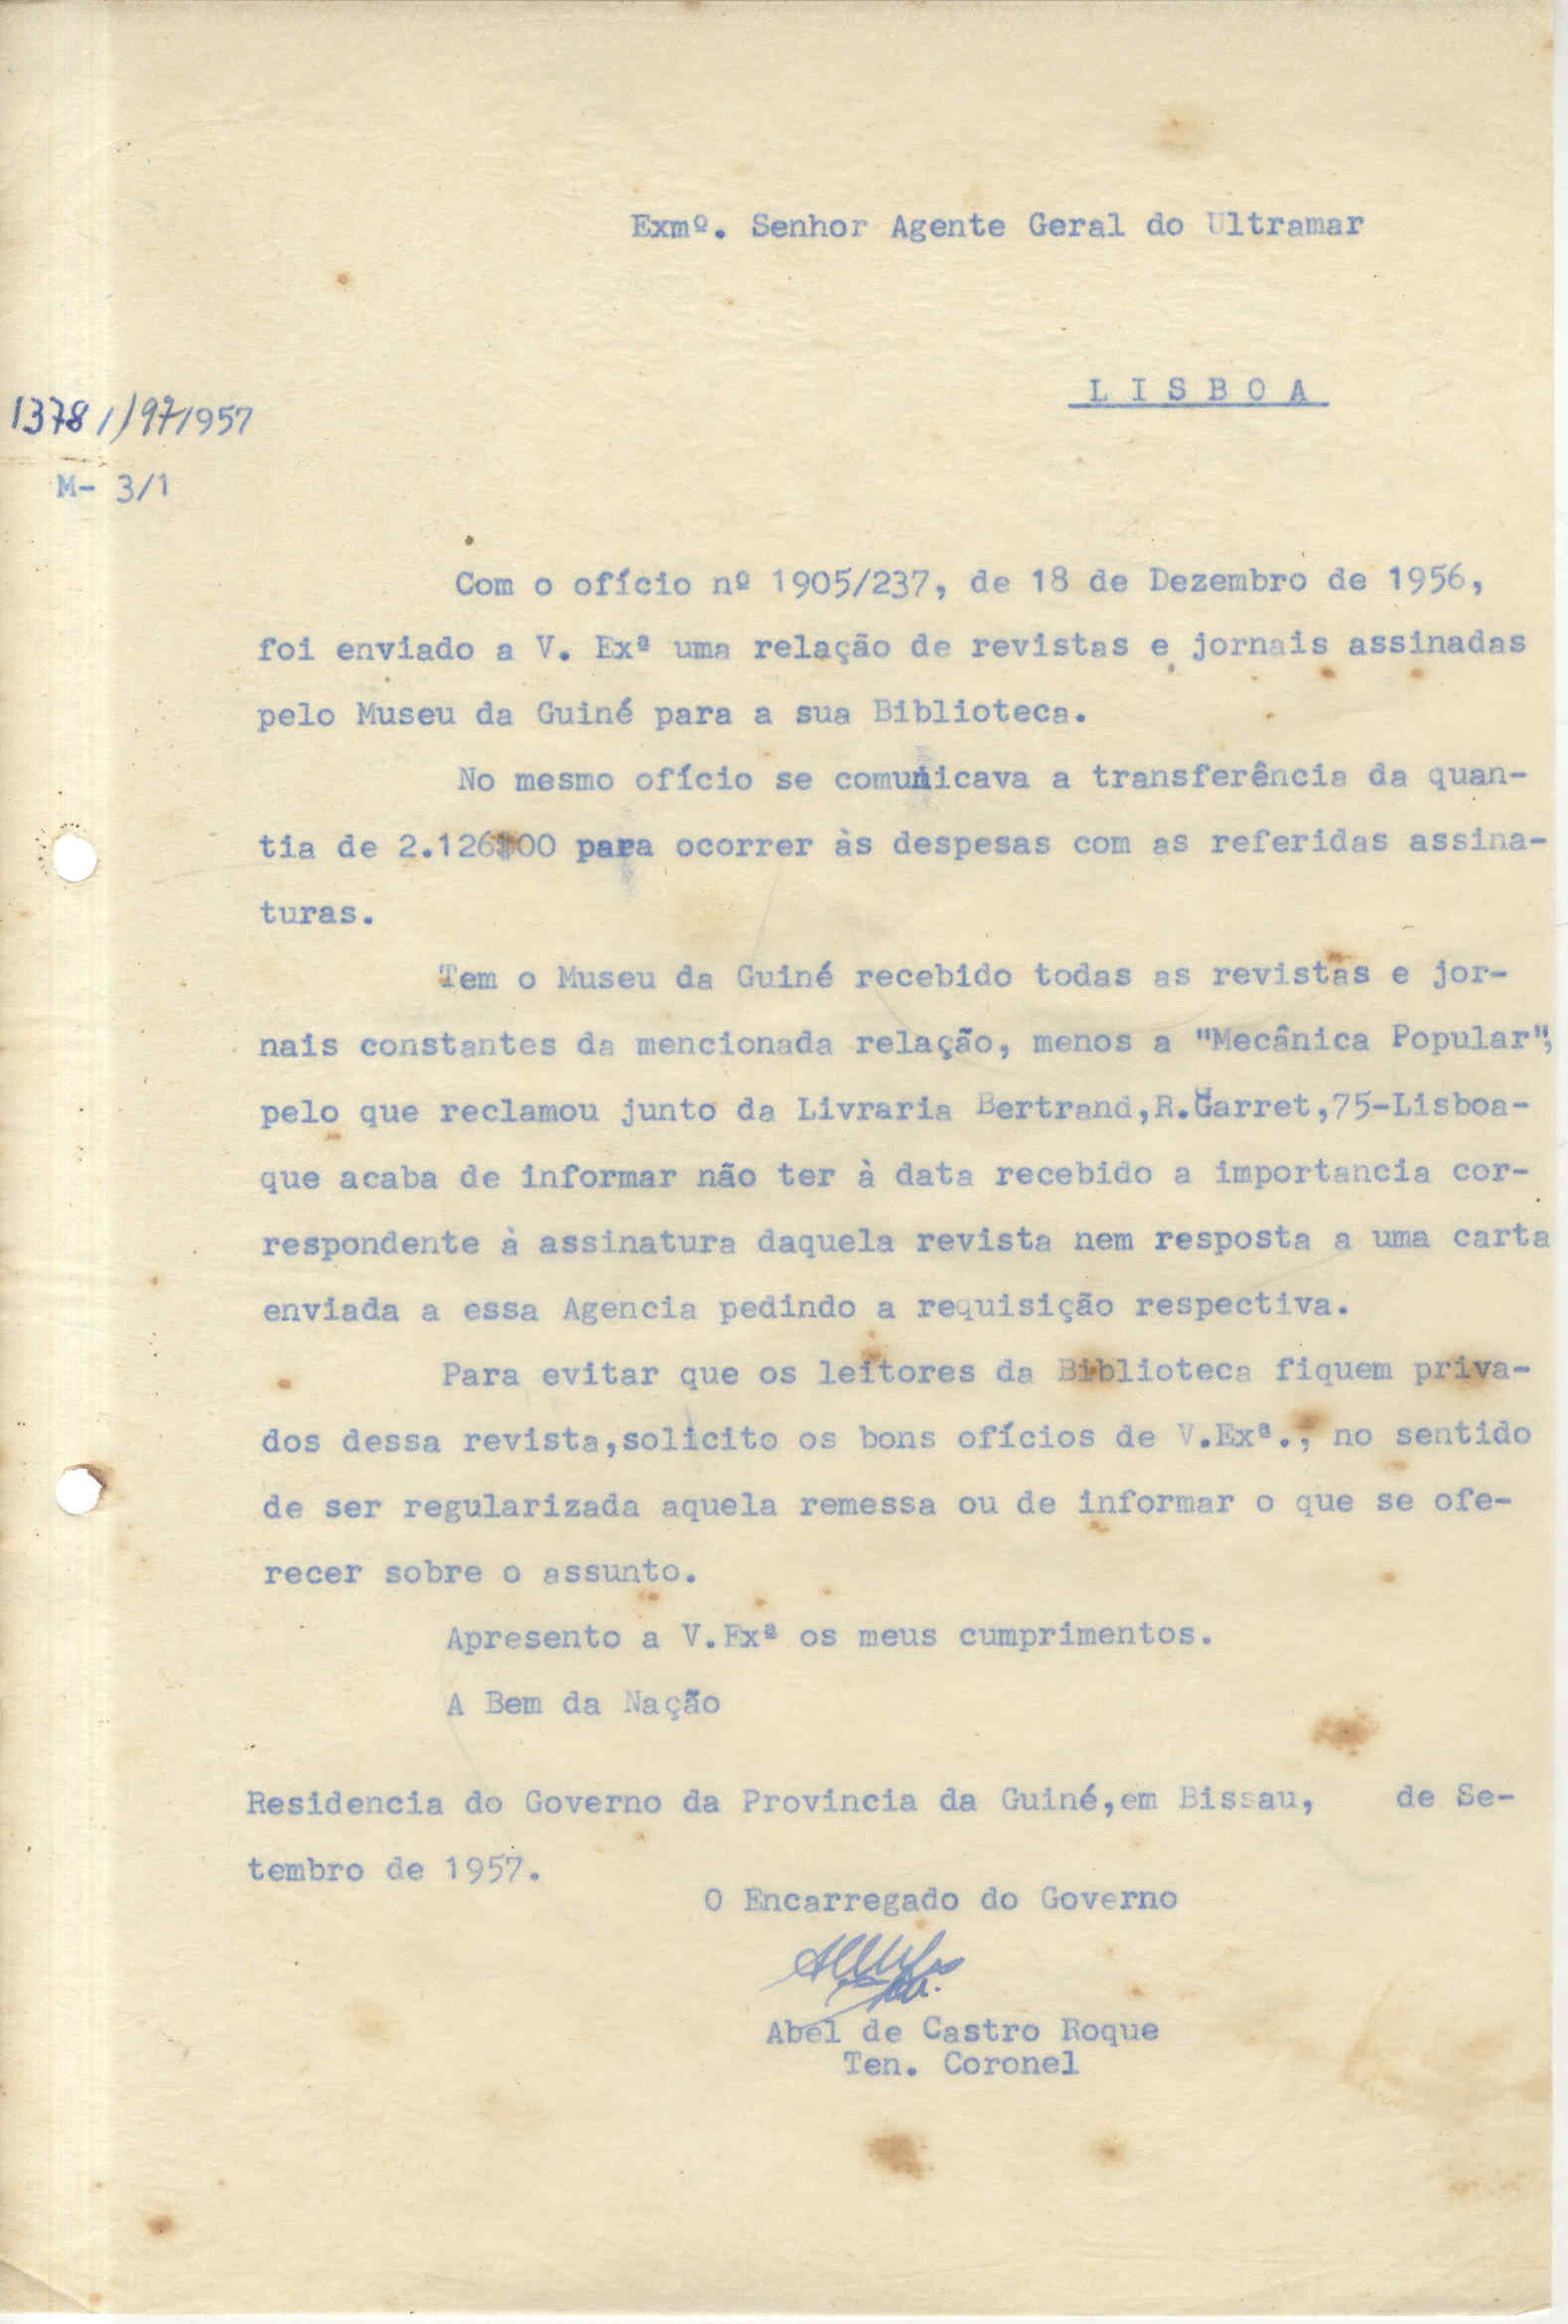 Exmº. Senhor Agente Geral do Ultramar
L I S B O A
1378/197/1957
M- 3/1
Com o ofício nº 1905/237, de 18 de Dezembro de 1956,
foi enviado a V. Exª uma relação de revistas e jornais assinadas
pelo Museu da Guiné para a sua Biblioteca.
No mesmo ofício se comunicava a transferência da quan-
tia de 2.126$00 para ocorrer às despesas com as referidas assina-
turas.
Tem o Museu da Guiné recebido todas as revistas e jor-
nais constantes da mencionada relação, menos a "Mecânica Popular",
pelo que reclamou junto da Livraria Bertrand,R.Garret,75-Lisboa-
que acaba de informar não ter à data recebido a importancia cor-
respondente à assinatura daquela revista nem resposta a uma carta
enviada a essa Agencia pedindo a requisição respectiva.
Para evitar que os leitores da Biblioteca fiquem priva-
dos dessa revista,solicito os bons ofícios de V.Exª., no sentido
de ser regularizada aquela remessa ou de informar o que se ofe-
recer sobre o assunto.
Apresento a V.Exª os meus cumprimentos.
A Bem da Nação
Residencia do Governo da Provincia da Guiné,em Bissau, de Se-
tembro de 1957.
O Encarregado do Governo
Abel de Castro Roque
Ten. Coronel